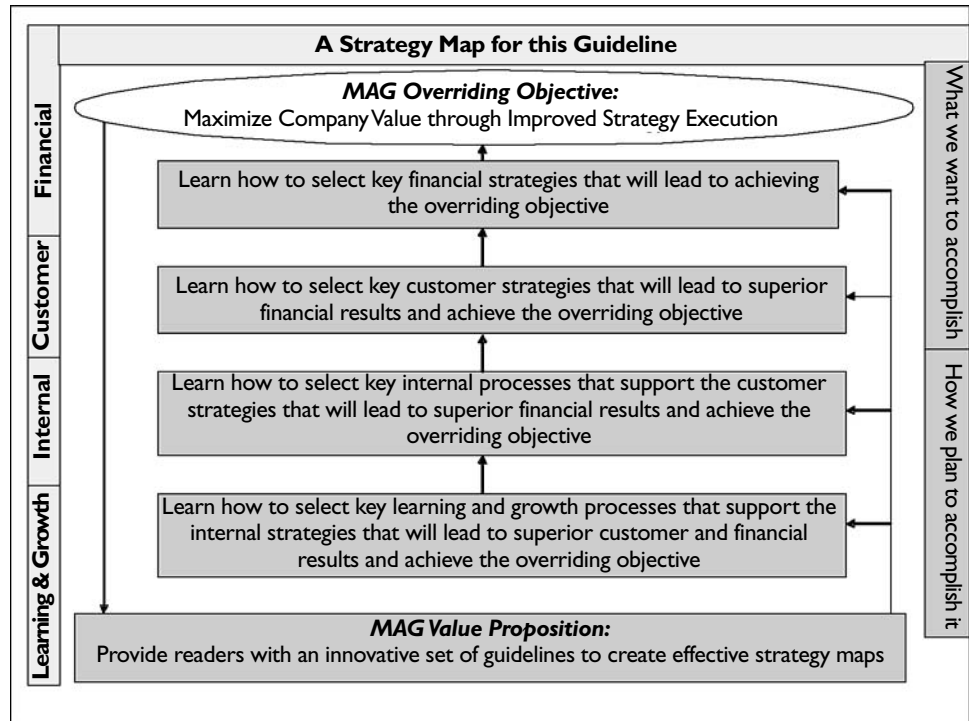 A Strategy Map for this Guideline
Financial
Customer
Internal
Learning & Growth
MAG Overriding Objective:
Maximize Company Value through Improved Strategy Execution
Learn how to select key financial strategies that will lead to achieving
the overriding objective
Learn how to select key customer strategies that will lead to superior
financial results and achieve the overriding objective
Learn how to select key internal processes that support the customer
strategies that will lead to superior financial results and achieve the
overriding objective
Learn how to select key learning and growth processes that support the
internal strategies that will lead to superior customer and financial
results and achieve the overriding objective
MAG Value Proposition:
Provide readers with an innovative set of guidelines to create effective strategy maps
What we want to accomplish
How we plan to accomplish it